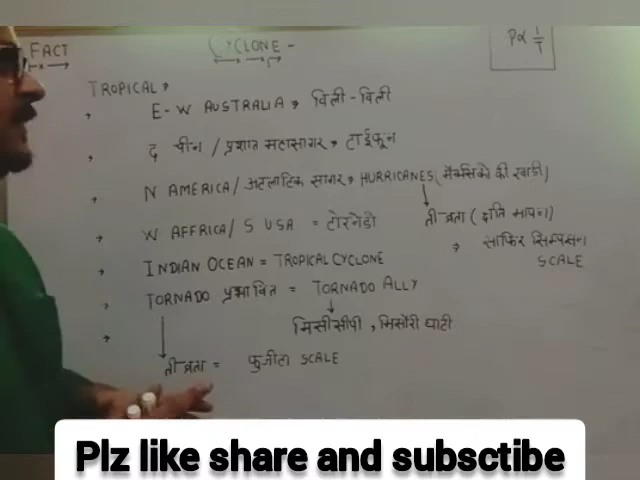 FACT
CYCLONE -
P∝ 1/T
TROPICAL →
E-W AUSTRALIA → विली-विली
द चीन / प्रशांत महासागर → टाईफून
N AMERICA / अटलांटिक सागर → HURRICANES (मैक्सिको की खाड़ी)
तीव्रता (क्षति मापना)
W AFFRICA / S USA = टोरनेडो
साफिर सिम्पसन SCALE
INDIAN OCEAN = TROPICAL CYCLONE
TORNADO प्रभावित = TORNADO ALLY
मिसीसीपी, मिसौरी घाटी
तीव्रता = फुजीटा SCALE
Plz like share and subsctibe